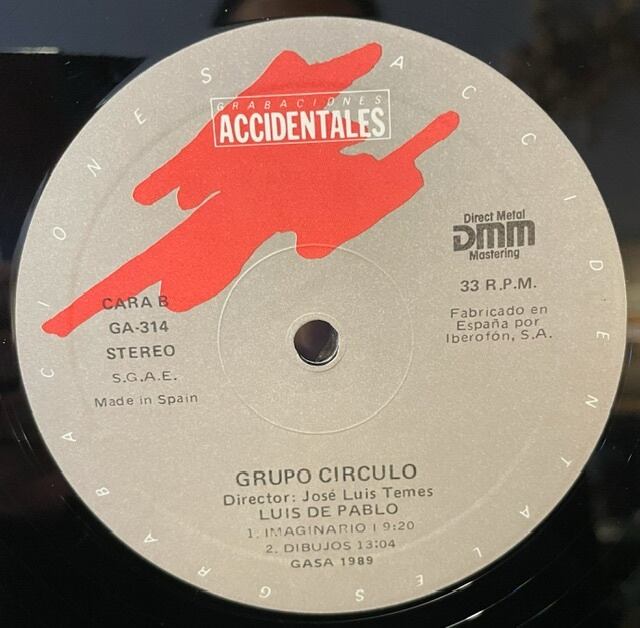 GRABACIONES ACCIDENTALES
GRABACIONES
ACCIDENTALES
Direct Metal
DMM
Mastering
33 R.P.M.
Fabricado en
España por
Iberofón, S.A.
CARA B
GA-314
STEREO
S.G.A.E.
Made in Spain
GRUPO CIRCULO
Director: José Luis Temes
LUIS DE PABLO
1. IMAGINARIO I 9:20
2. DIBUJOS 13:04
GASA 1989